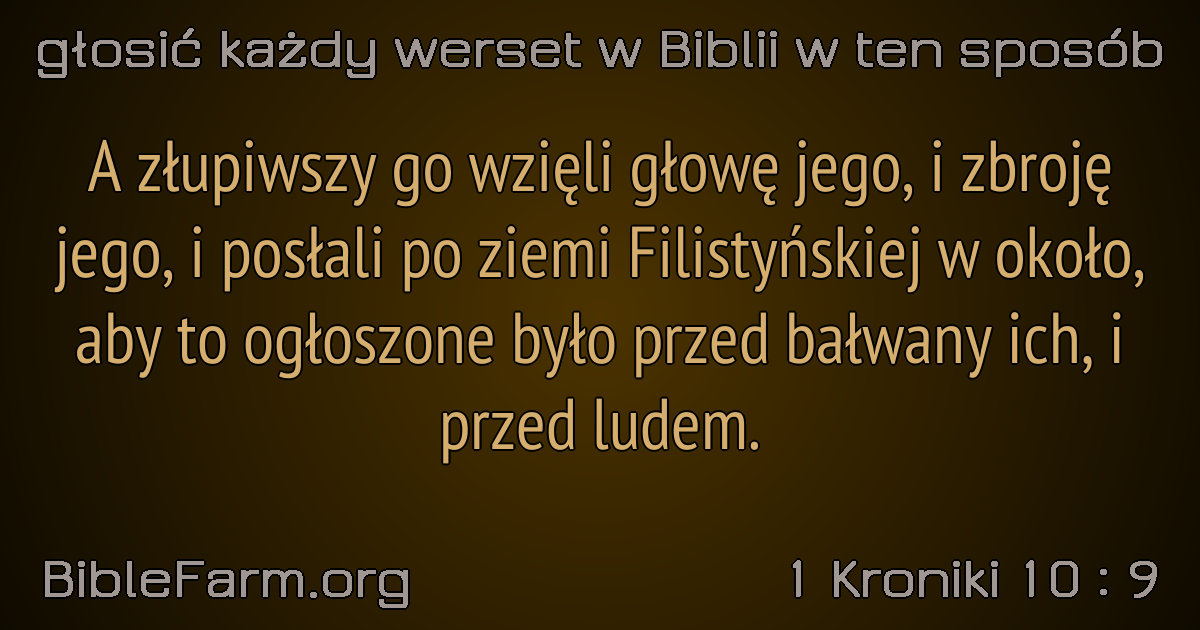 głosić każdy werset w Biblii w ten sposób
A złupiwszy go wzięli głowę jego, i zbroję
jego, i posłali po ziemi Filistyńskiej w około,
aby to ogłoszone było przed bałwany ich, i
przed ludem.
BibleFarm.org
1 Kroniki 10 : 9